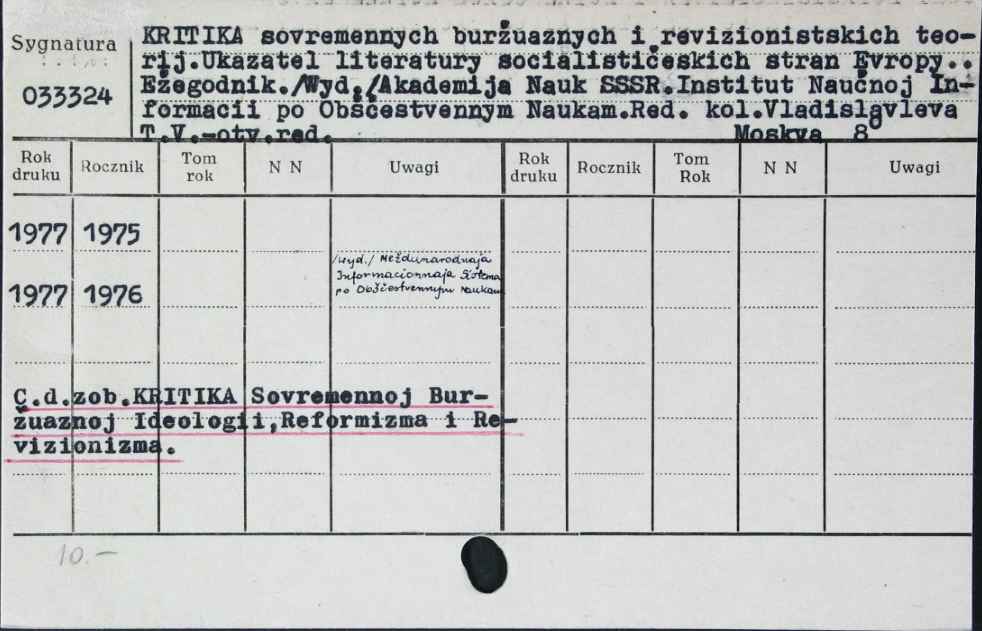 Sygnatura
033324
KRITIKA sovremennych buržuaznych i revizionistskich teo-
rij.Ukazatel literatury socialističeskich stran Evropy..
Ežegodnik./Wyd./Akademija Nauk SSSR.Institut Naučnoj In-
formacii po Obščestvennym Naukam.Red. kol.Vladislavleva
T.V.-otv.red. Moskva 8°
Rok druku Rocznik Tom rok N N Uwagi Rok druku Rocznik Tom Rok N N Uwagi
1977 1975
/wyd./ Meždunarodnaja
Informacionnaja Sistema
po Obščestvennym Naukam
1977 1976
C.d.zob.KRITIKA Sovremennoj Bur-
žuaznoj Ideologii,Reformizma i Re-
vizionizma.
10.-